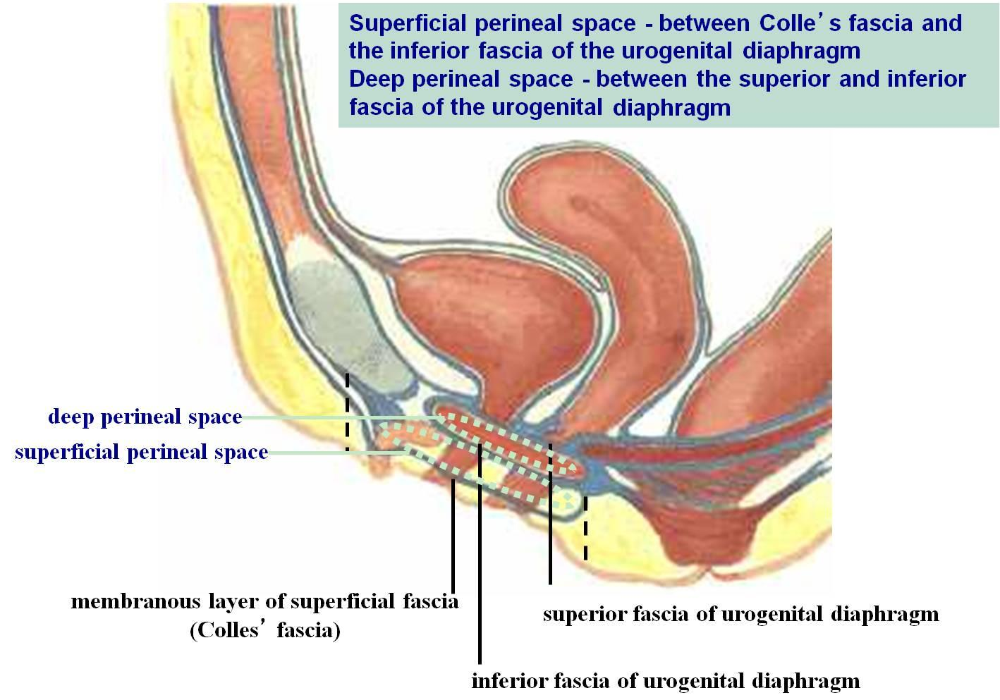 Superficial perineal space - between Colle’s fascia and
the inferior fascia of the urogenital diaphragm
Deep perineal space - between the superior and inferior
fascia of the urogenital diaphragm
deep perineal space
superficial perineal space
membranous layer of superficial fascia
(Colles’ fascia)
superior fascia of urogenital diaphragm
inferior fascia of urogenital diaphragm